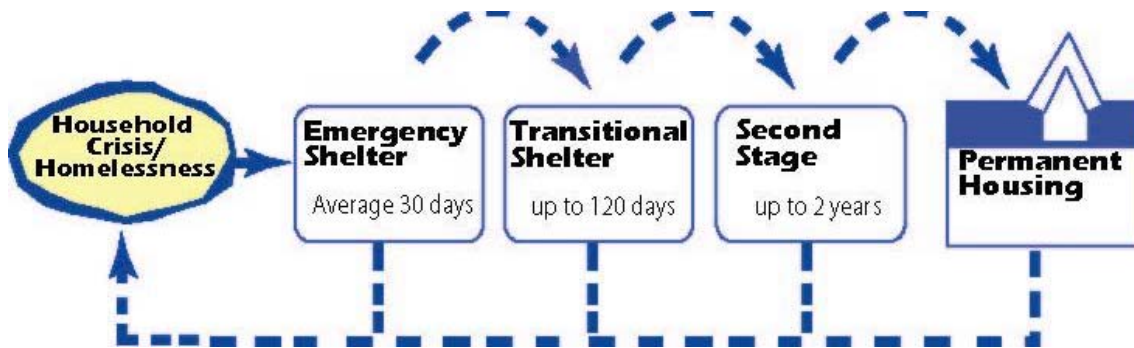 Household
Crisis/
Homelessness
Emergency
Shelter
Average 30 days
Transitional
Shelter
up to 120 days
Second
Stage
up to 2 years
Permanent
Housing